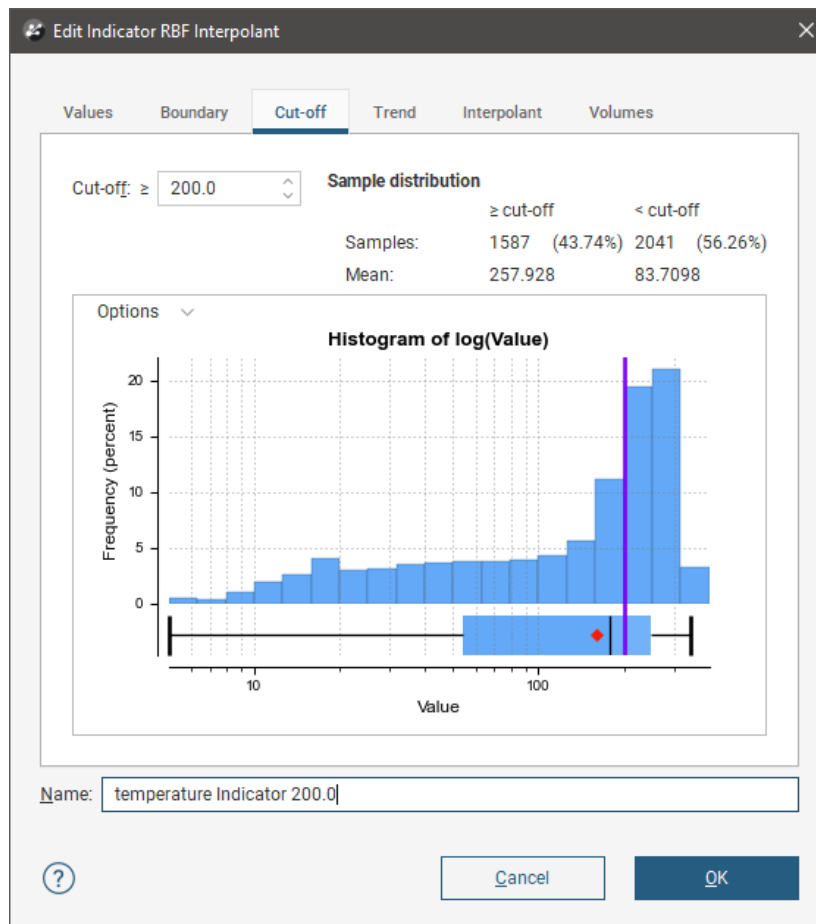 Edit Indicator RBF Interpolant
Values Boundary Cut-off Trend Interpolant Volumes
Cut-off: ≥ 200.0 Sample distribution
≥ cut-off < cut-off
Samples: 1587 (43.74%) 2041 (56.26%)
Mean: 257.928 83.7098
Options
Histogram of log(Value)
Frequency (percent)
20
15
10
5
0
10 100
Value
Name: temperature Indicator 200.0
? Cancel OK